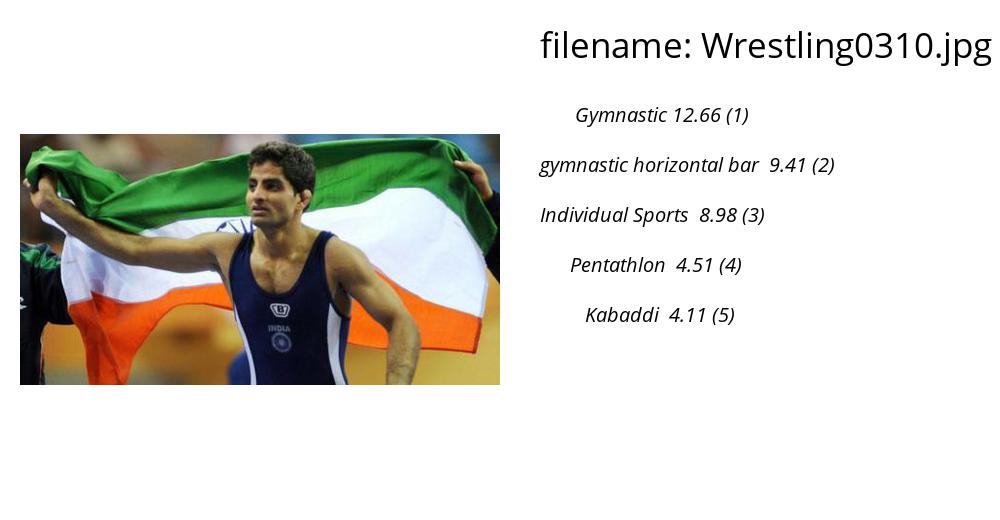 filename: Wrestling0310.jpg
Gymnastic 12.66 (1)
gymnastic horizontal bar 9.41 (2)
Individual Sports 8.98 (3)
Pentathlon 4.51 (4)
Kabaddi 4.11 (5)
B
INDIA